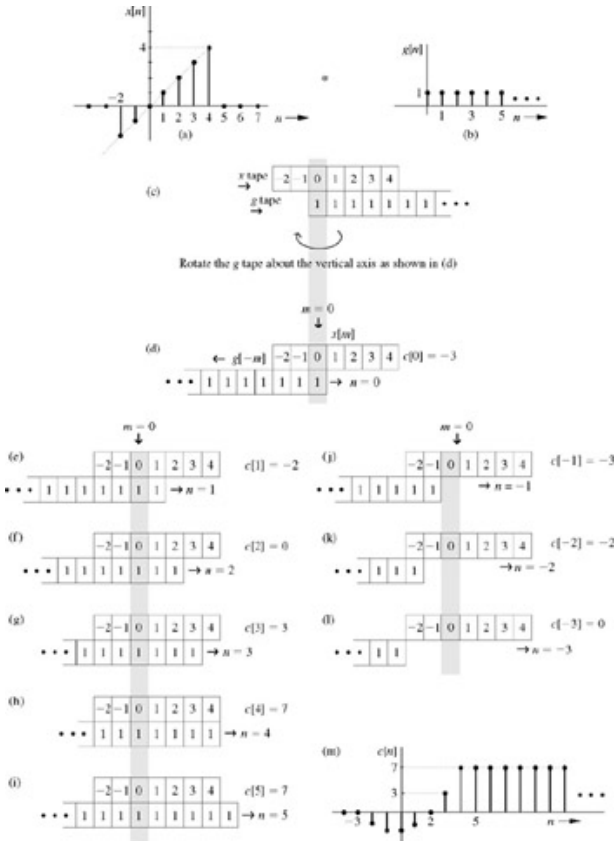 x[n]
4
−2
1 2 3 4 5 6 7 n
(a)
*
g[n]
1
1 3 5 n
(b)
(c)
x tape
−2 −1 0 1 2 3 4
g tape
1 1 1 1 1 1 1
Rotate the g tape about the vertical axis as shown in (d)
m = 0
x[m]
(d)
← g[−m]
−2 −1 0 1 2 3 4 c[0] = −3
1 1 1 1 1 1 1 → n = 0
m = 0
(e)
−2 −1 0 1 2 3 4 c[1] = −2
1 1 1 1 1 1 1 → n = 1
(f)
−2 −1 0 1 2 3 4 c[2] = 0
1 1 1 1 1 1 1 → n = 2
(g)
−2 −1 0 1 2 3 4 c[3] = 3
1 1 1 1 1 1 1 → n = 3
(h)
−2 −1 0 1 2 3 4 c[4] = 7
1 1 1 1 1 1 1 1 → n = 4
(i)
−2 −1 0 1 2 3 4 c[5] = 7
1 1 1 1 1 1 1 1 1 1 → n = 5
m = 0
(j)
−2 −1 0 1 2 3 4 c[−1] = −3
1 1 1 1 1 → n = −1
(k)
−2 −1 0 1 2 3 4 c[−2] = −2
1 1 1 → n = −2
(l)
−2 −1 0 1 2 3 4 c[−3] = 0
1 1 → n = −3
(m)
c[n]
7
3
−3 2 5 n